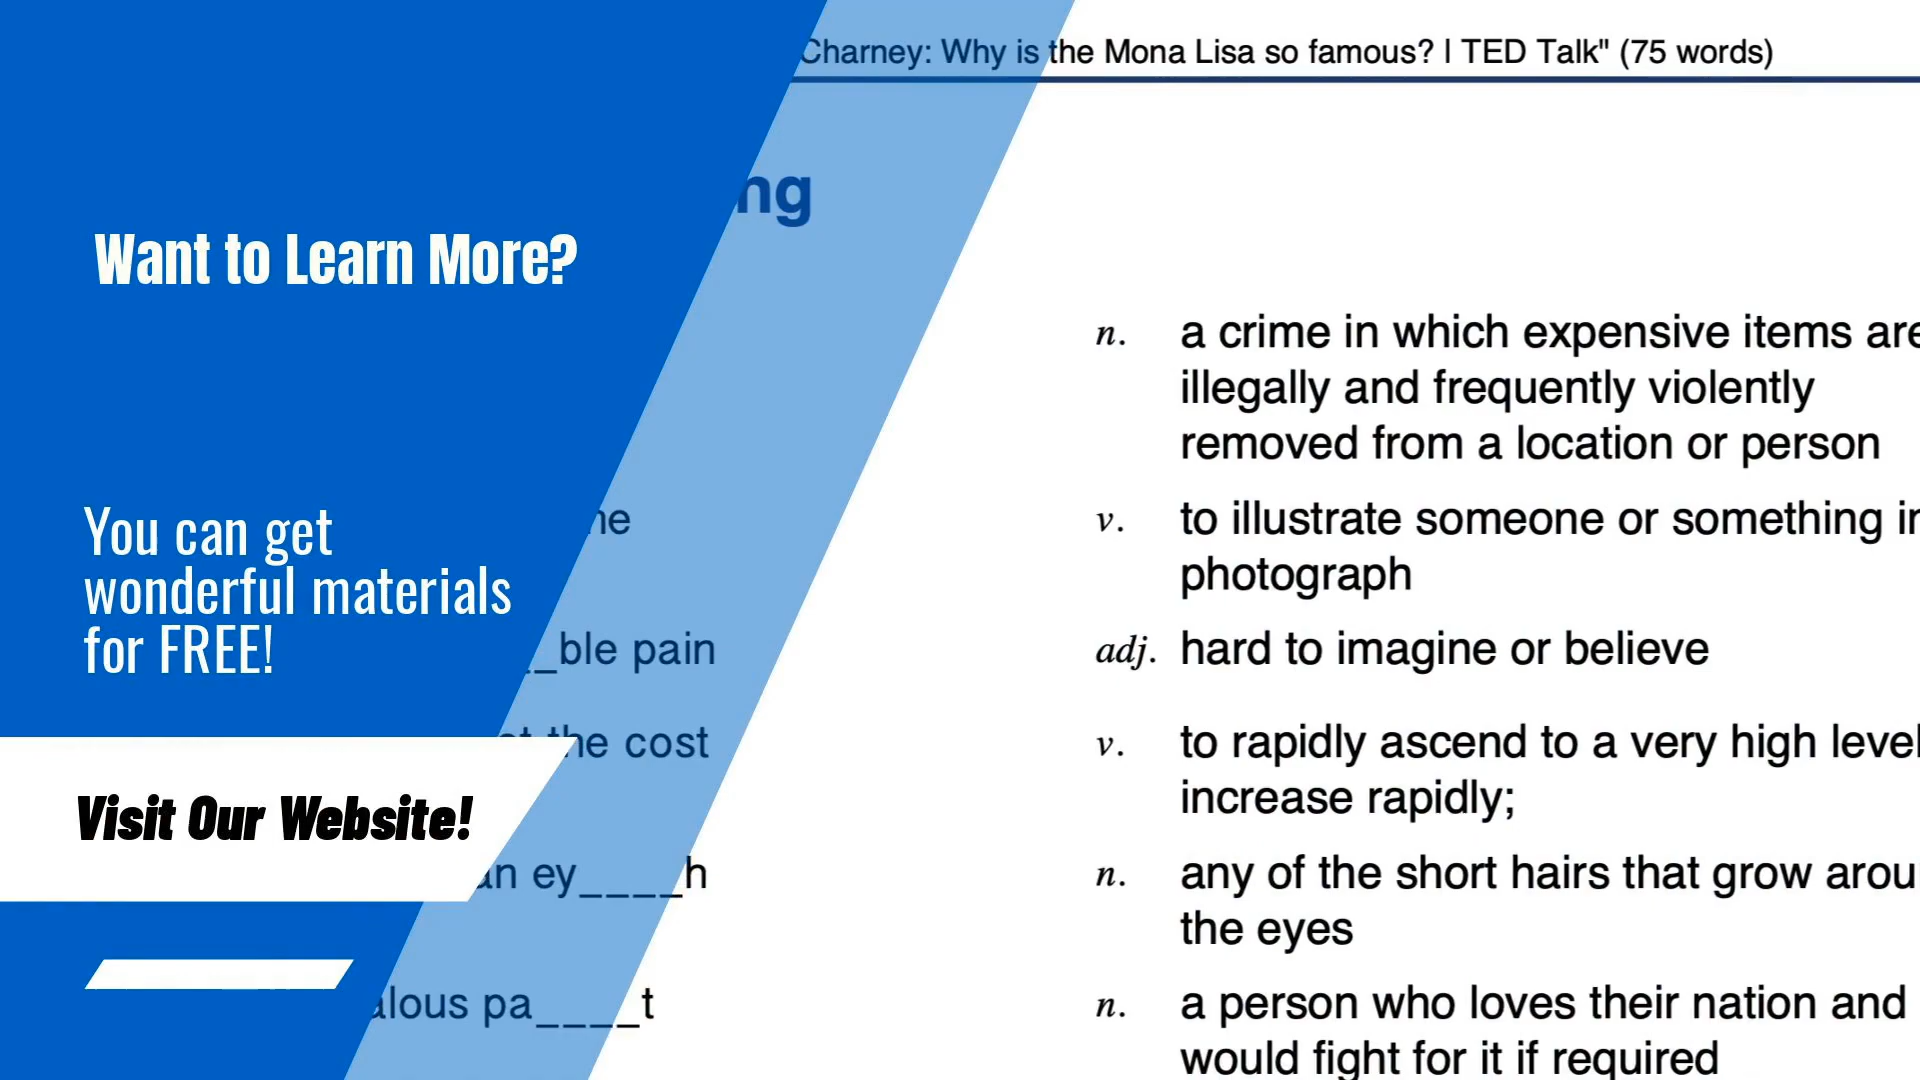 Charney: Why is the Mona Lisa so famous? | TED Talk" (75 words)
ng
Want to Learn More?
n. a crime in which expensive items are
illegally and frequently violently
removed from a location or person
You can get
wonderful materials
for FREE!
v. to illustrate someone or something in
photograph
_ble pain
adj. hard to imagine or believe
the cost
v. to rapidly ascend to a very high level
increase rapidly;
Visit Our Website!
an ey____h
n. any of the short hairs that grow arou
the eyes
alous pa____t
n. a person who loves their nation and
would fight for it if required